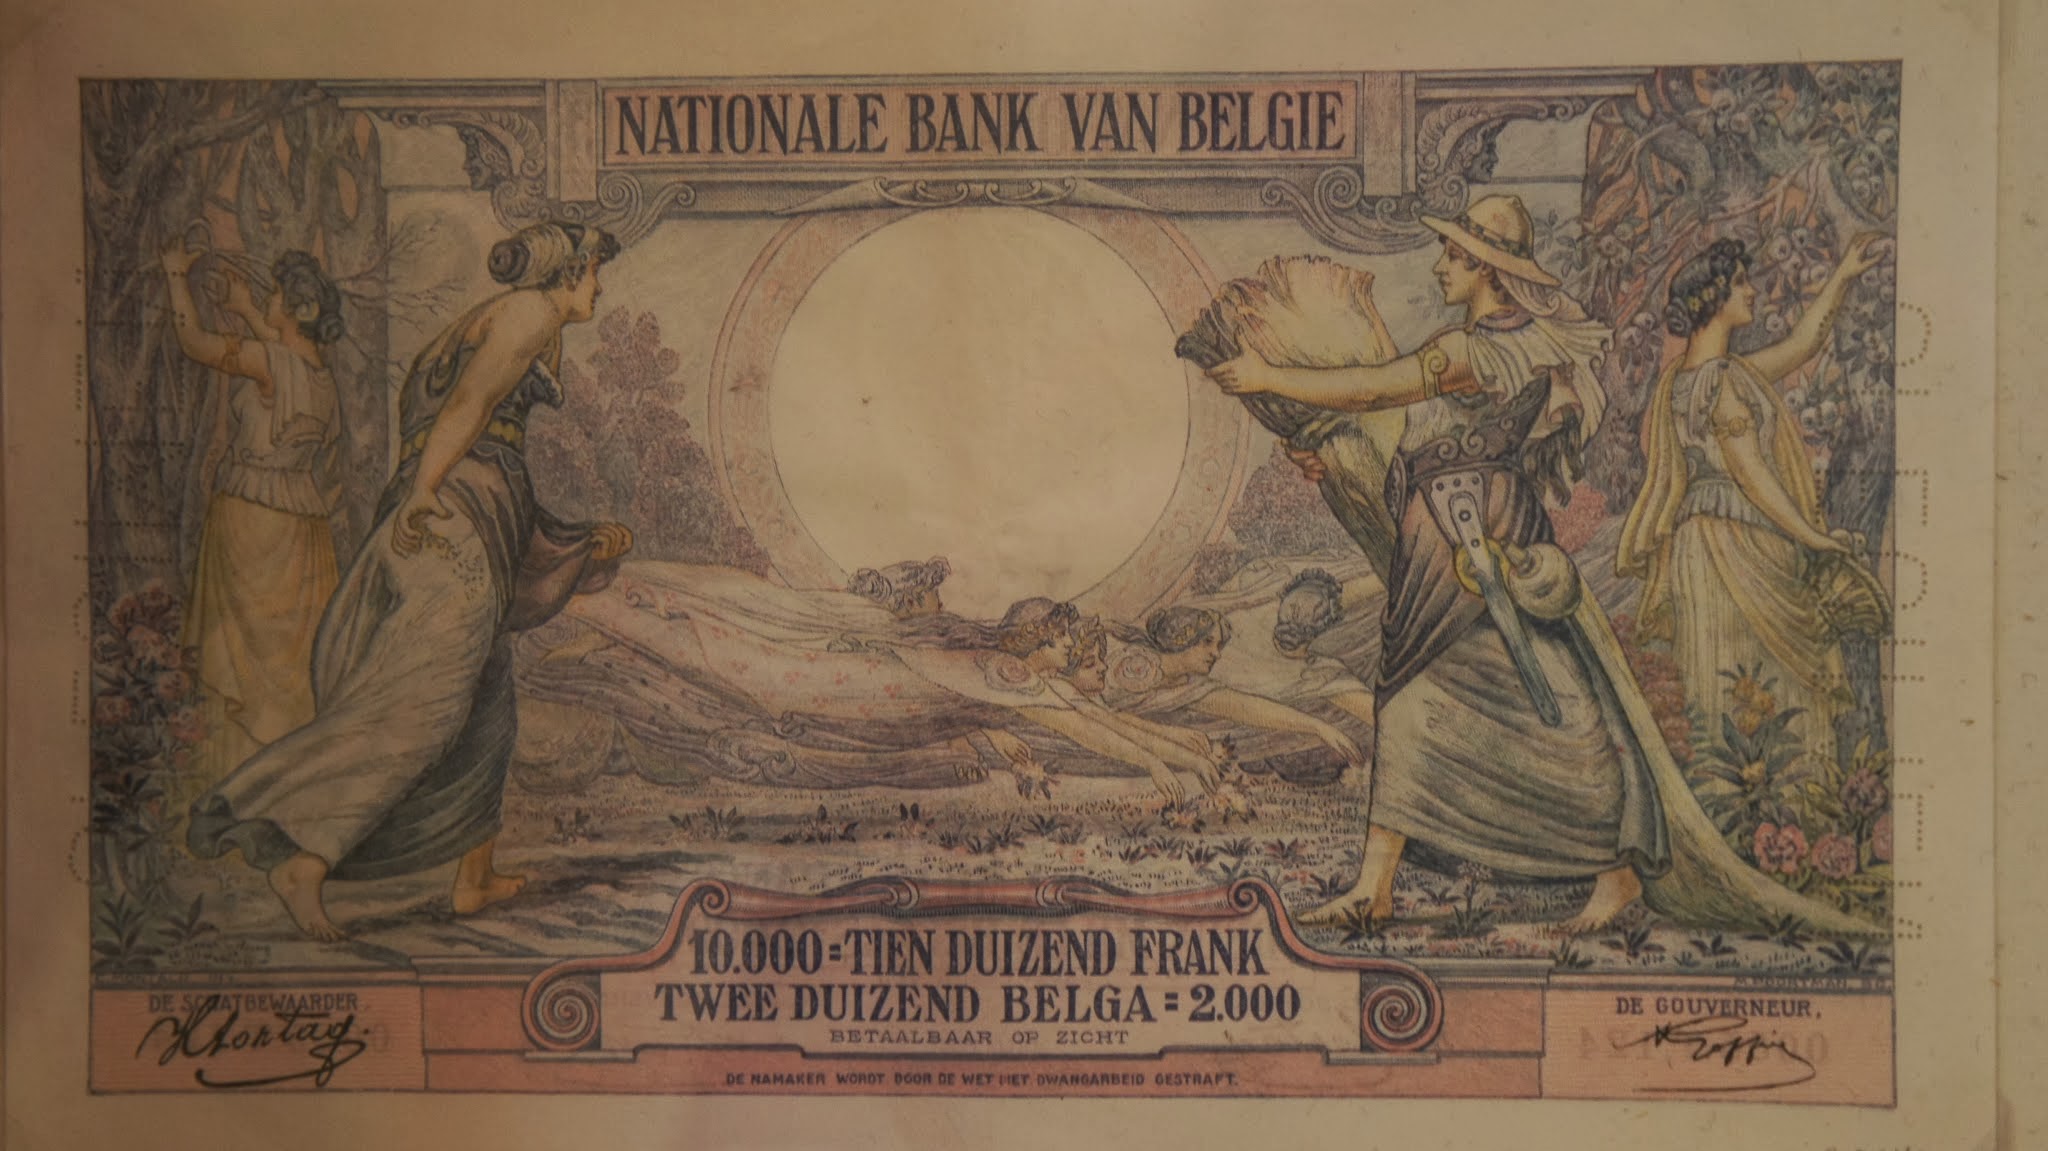 NATIONALE BANK VAN BELGIE
10.000 = TIEN DUIZEND FRANK
TWEE DUIZEND BELGA = 2.000
BETAALBAAR OP ZICHT
DE SCHATBEWAARDER,
DE GOUVERNEUR,
DE NAMAKER WORDT DOOR DE WET MET DWANGARBEID GESTRAFT.